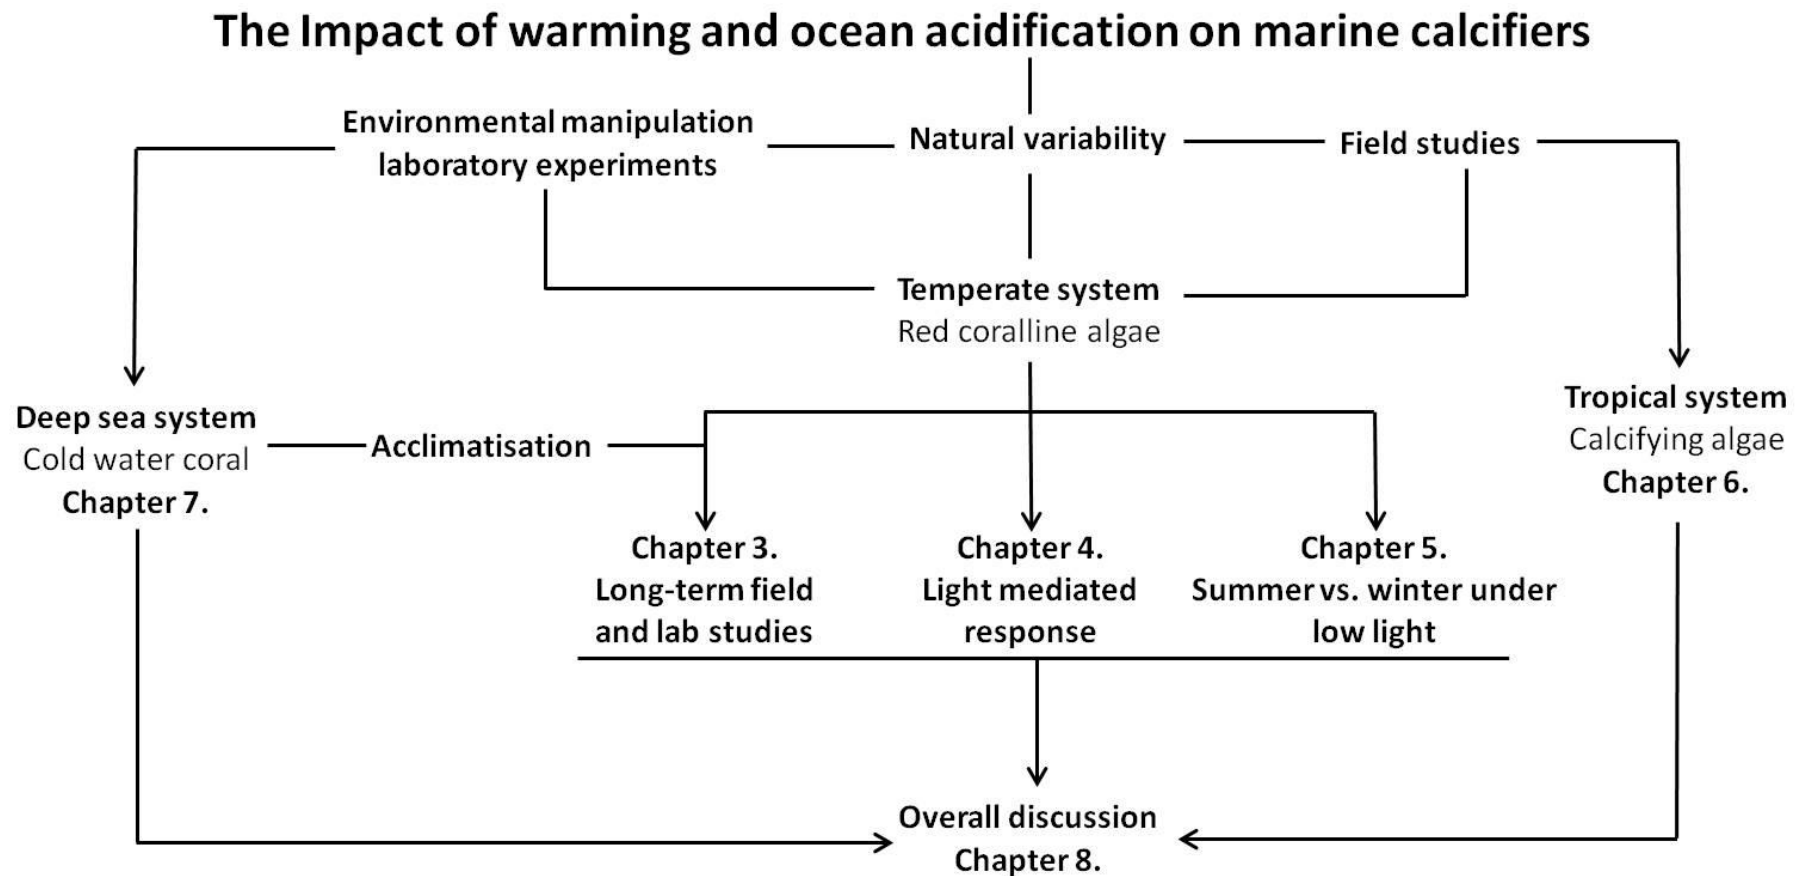 The Impact of warming and ocean acidification on marine calcifiers
Environmental manipulation
laboratory experiments
Natural variability
Field studies
Temperate system
Red coralline algae
Deep sea system
Cold water coral
Chapter 7.
Acclimatisation
Tropical system
Calcifying algae
Chapter 6.
Chapter 3.
Long-term field
and lab studies
Chapter 4.
Light mediated
response
Chapter 5.
Summer vs. winter under
low light
Overall discussion
Chapter 8.